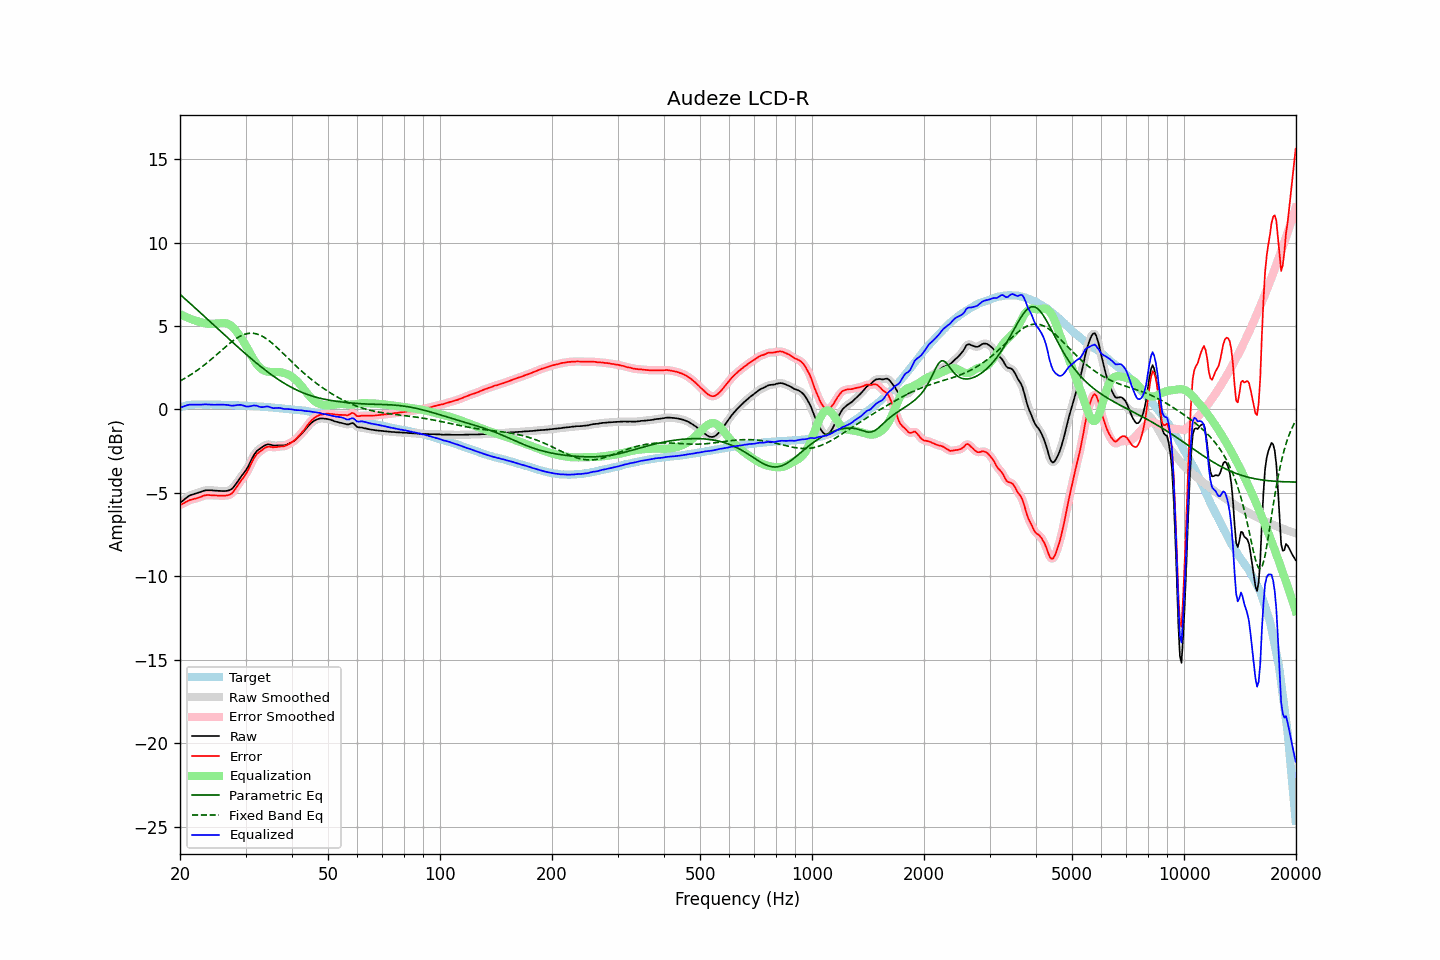 Audeze LCD-R
Amplitude (dBr)
15
10
5
0
−5
−10
−15
−20
−25
Target
Raw Smoothed
Error Smoothed
Raw
Error
Equalization
Parametric Eq
Fixed Band Eq
Equalized
20 50 100 200 500 1000 2000 5000 10000 20000
Frequency (Hz)